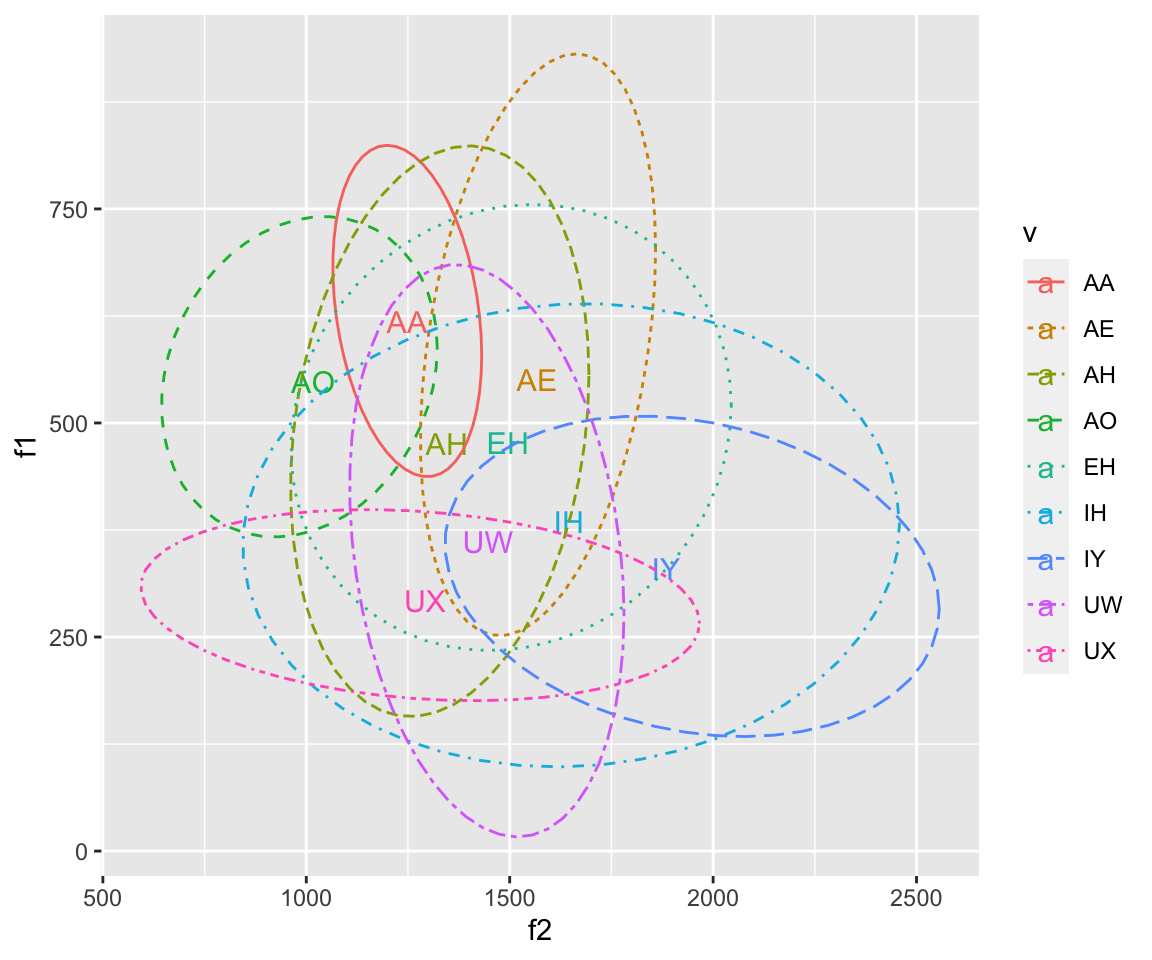 750
500
250
0
f1
500 1000 1500 2000 2500
f2
AA
AO
AE
AH EH
IH
UW
IY
UX
v
a AA
a AE
a AH
a AO
a EH
a IH
a IY
a UW
a UX